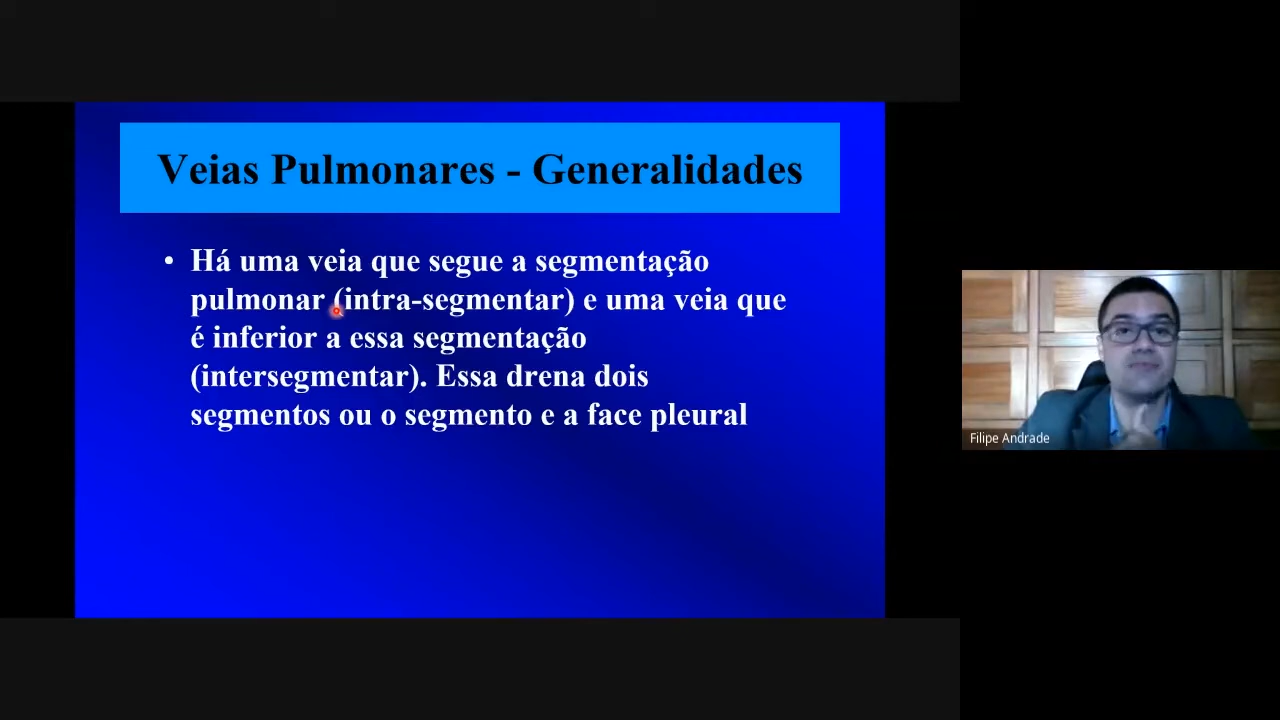 Veias Pulmonares - Generalidades
• Há uma veia que segue a segmentação
pulmonar (intra-segmentar) e uma veia que
é inferior a essa segmentação
(intersegmentar). Essa drena dois
segmentos ou o segmento e a face pleural
Filipe Andrade